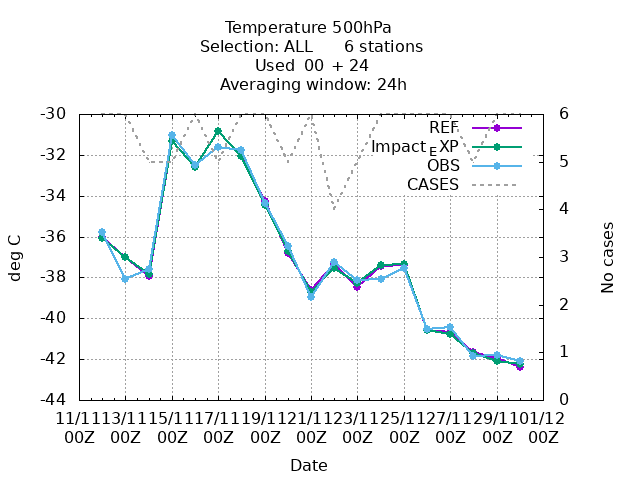 Temperature 500hPa
Selection: ALL 6 stations
Used 00 + 24
Averaging window: 24h
-30
-32
-34
-36
-38
-40
-42
-44
6
5
4
3
2
1
0
REF
Impact_EXP
OBS
CASES
deg C
No cases
11/11 13/11 15/11 17/11 19/11 21/11 23/11 25/11 27/11 29/11 01/12
00Z 00Z 00Z 00Z 00Z 00Z 00Z 00Z 00Z 00Z 00Z
Date